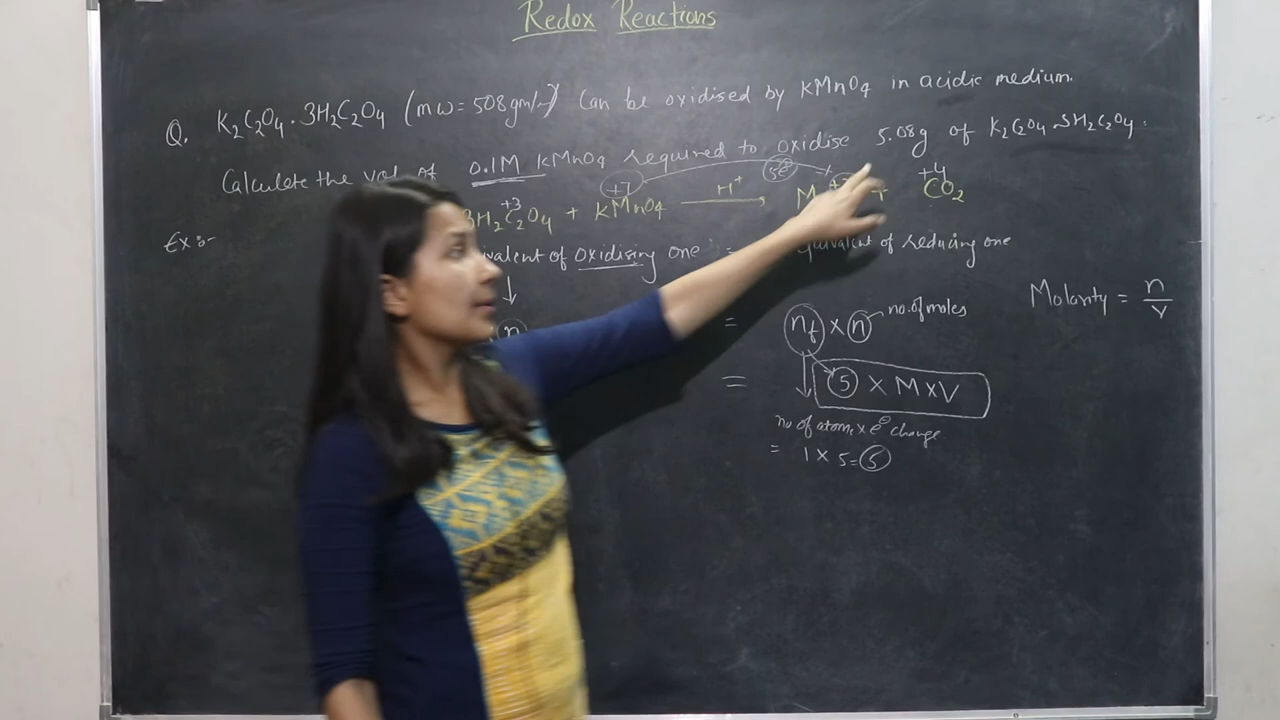 Redox Reactions
Q. K₂C₂O₄ . 3H₂C₂O₄ (mw = 508 gm/ ) Can be oxidised by KMnO₄ in acidic medium.
Calculate the val of 0.1M KMnO₄ required to oxidise 5.08g of K₂C₂O₄.3H₂C₂O₄.
+3 +7 5e⊖ +4
3H₂C₂O₄ + KMnO₄ H⁺ → M + CO₂
Ex:-
valent of oxidising one = quivalent of reducing one
Molarity = n/V
n = nf × n no. of moles
= 5 × M × V
no of atoms × e⊖ change
= 1 × 5 = 5